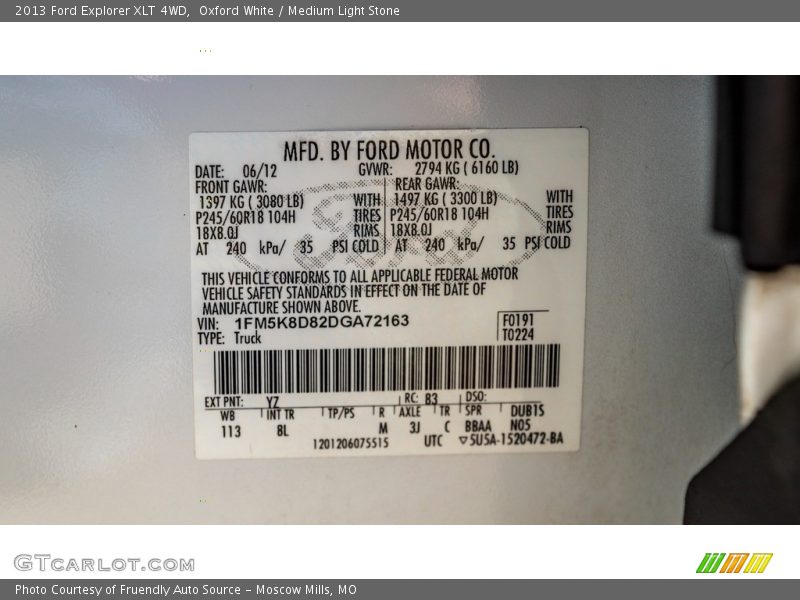 2013 Ford Explorer XLT 4WD, Oxford White / Medium Light Stone
MFD. BY FORD MOTOR CO.
DATE: 06/12 GVWR: 2794 KG ( 6160 LB)
FRONT GAWR: REAR GAWR:
1397 KG ( 3080 LB) WITH 1497 KG ( 3300 LB) WITH
P245/60R18 104H TIRES P245/60R18 104H TIRES
18X8.0J RIMS 18X8.0J RIMS
AT 240 kPa/ 35 PSI COLD AT 240 kPa/ 35 PSI COLD
Ford
THIS VEHICLE CONFORMS TO ALL APPLICABLE FEDERAL MOTOR
VEHICLE SAFETY STANDARDS IN EFFECT ON THE DATE OF
MANUFACTURE SHOWN ABOVE.
VIN: 1FM5K8D82DGA72163 F0191
TYPE: Truck T0224
EXT PNT: YZ RC: 83 DSO:
WB INT TR TP/PS R AXLE TR SPR DUB1S
113 8L M 3J C BBAA N05
1201206075515 UTC ▽5U5A-1520472-BA
GTcarlot.com
Photo Courtesy of Fruendly Auto Source – Moscow Mills, MO